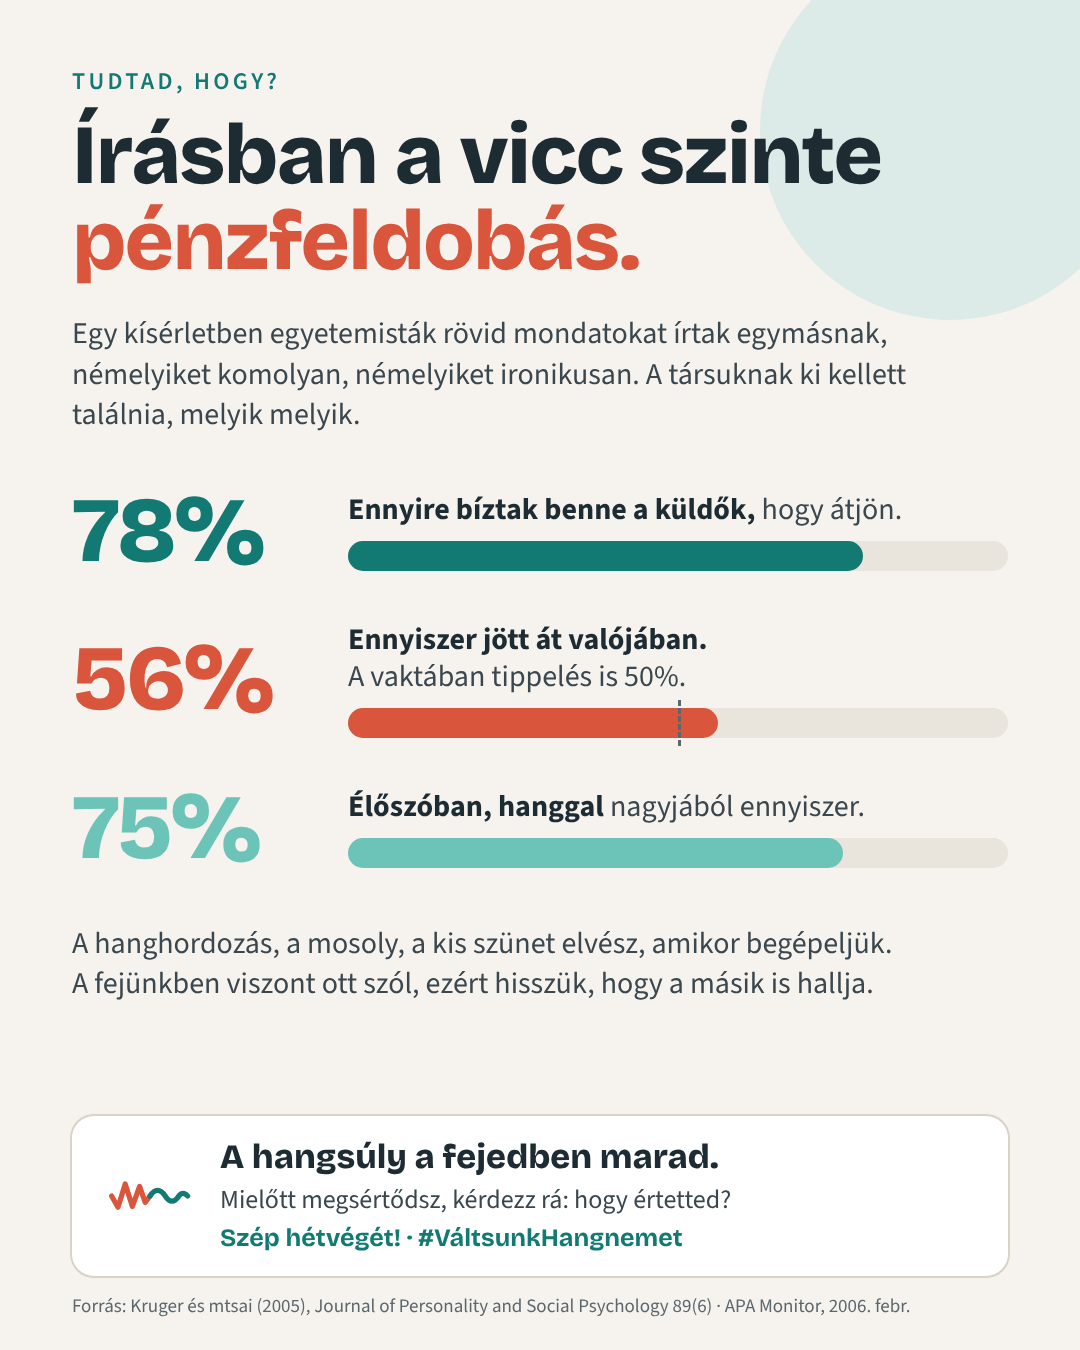 TUDTAD, HOGY?
Írásban a vicc szinte
pénzfeldobás.
Egy kísérletben egyetemisták rövid mondatokat írtak egymásnak,
némelyiket komolyan, némelyiket ironikusan. A társuknak ki kellett
találnia, melyik melyik.
78%
Ennyire bíztak benne a küldők, hogy átjön.
56%
Ennyiszer jött át valójában.
A vaktában tippelés is 50%.
75%
Élőszóban, hanggal nagyjából ennyiszer.
A hanghordozás, a mosoly, a kis szünet elvész, amikor begépeljük.
A fejünkben viszont ott szól, ezért hisszük, hogy a másik is hallja.
A hangsúly a fejedben marad.
Mielőtt megsértődsz, kérdezz rá: hogy értetted?
Szép hétvégét! · #VáltsunkHangnemet
Forrás: Kruger és mtsai (2005), Journal of Personality and Social Psychology 89(6) · APA Monitor, 2006. febr.